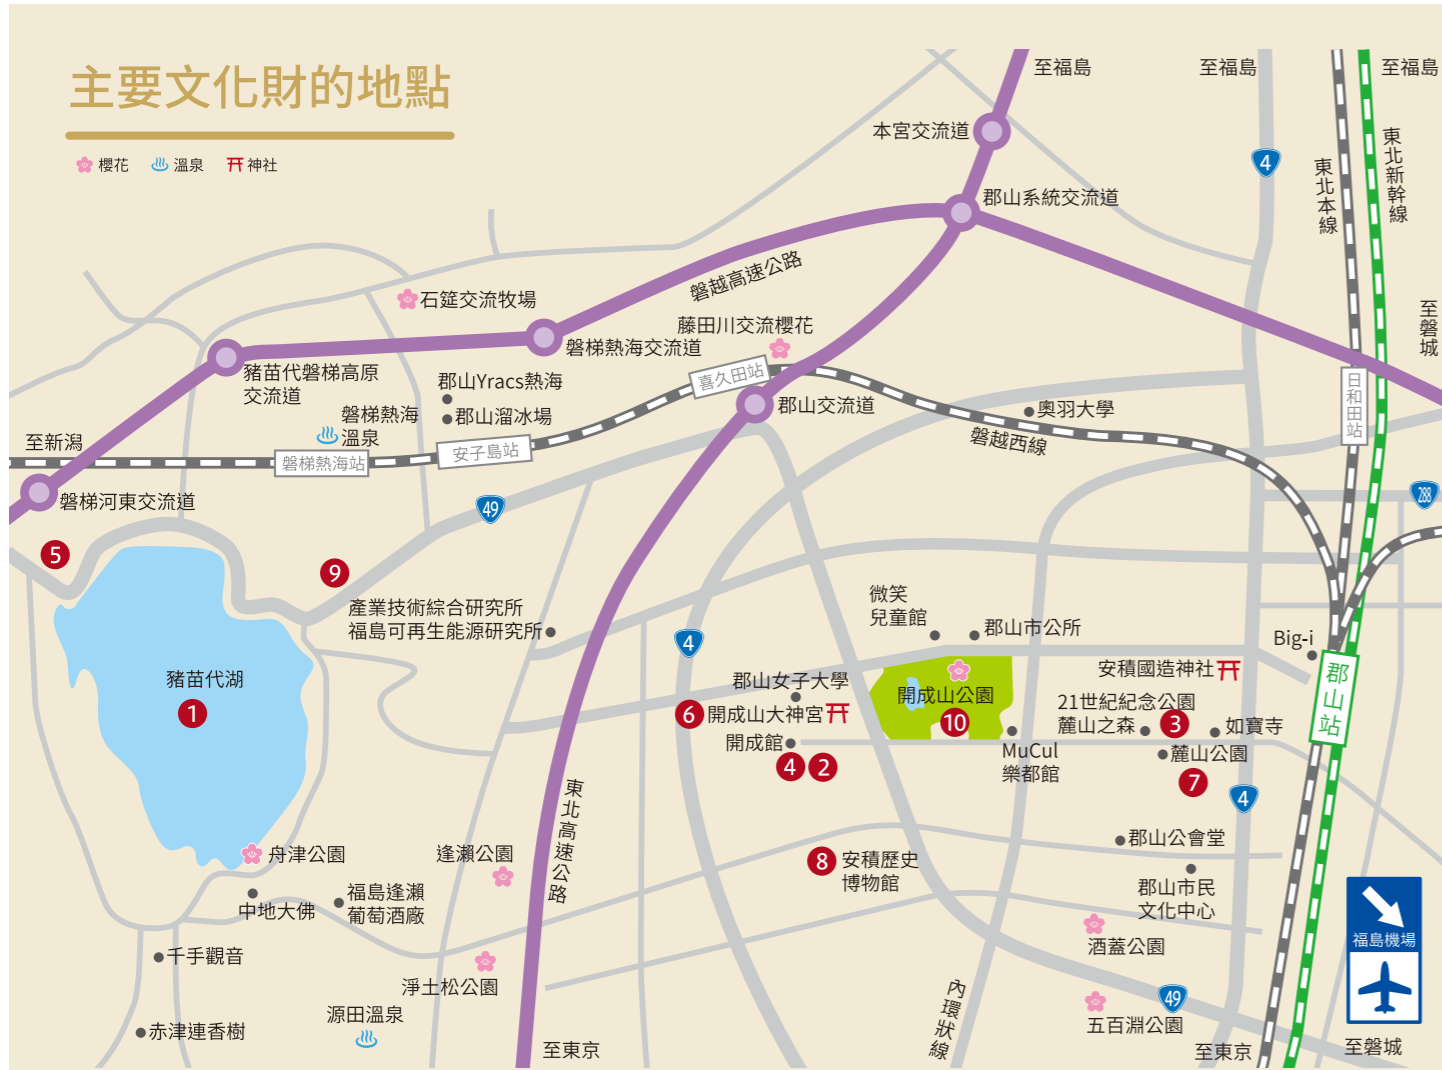 主要文化財的地點
櫻花
溫泉
神社
至福島
至福島
至福島
本宮交流道
4
東北本線
東北新幹線
郡山系統交流道
磐越高速公路
石筵交流牧場
藤田川交流櫻花
至磐城
磐梯熱海交流道
豬苗代磐梯高原
交流道
郡山Yracs熱海
郡山溜冰場
喜久田站
郡山交流道
日和田站
奧羽大學
磐越西線
磐梯熱海
溫泉
至新潟
磐梯熱海站
安子島站
磐梯河東交流道
49
288
5
9
產業技術綜合研究所
福島可再生能源研究所
微笑
兒童館
郡山市公所
4
Big-i
郡山站
豬苗代湖
1
郡山女子大學
6
開成山大神宮
開成館
4
2
開成山公園
10
安積國造神社
21世紀紀念公園
麓山之森
3
如寶寺
MuCul
樂都館
麓山公園
7
4
東北高速公路
舟津公園
逢瀨公園
8
安積歷史
博物館
郡山公會堂
郡山市民
文化中心
中地大佛
福島逢瀨
葡萄酒廠
千手觀音
淨土松公園
酒蓋公園
福島機場
赤津連香樹
源田溫泉
內環狀線
49
五百淵公園
至東京
至東京
至磐城